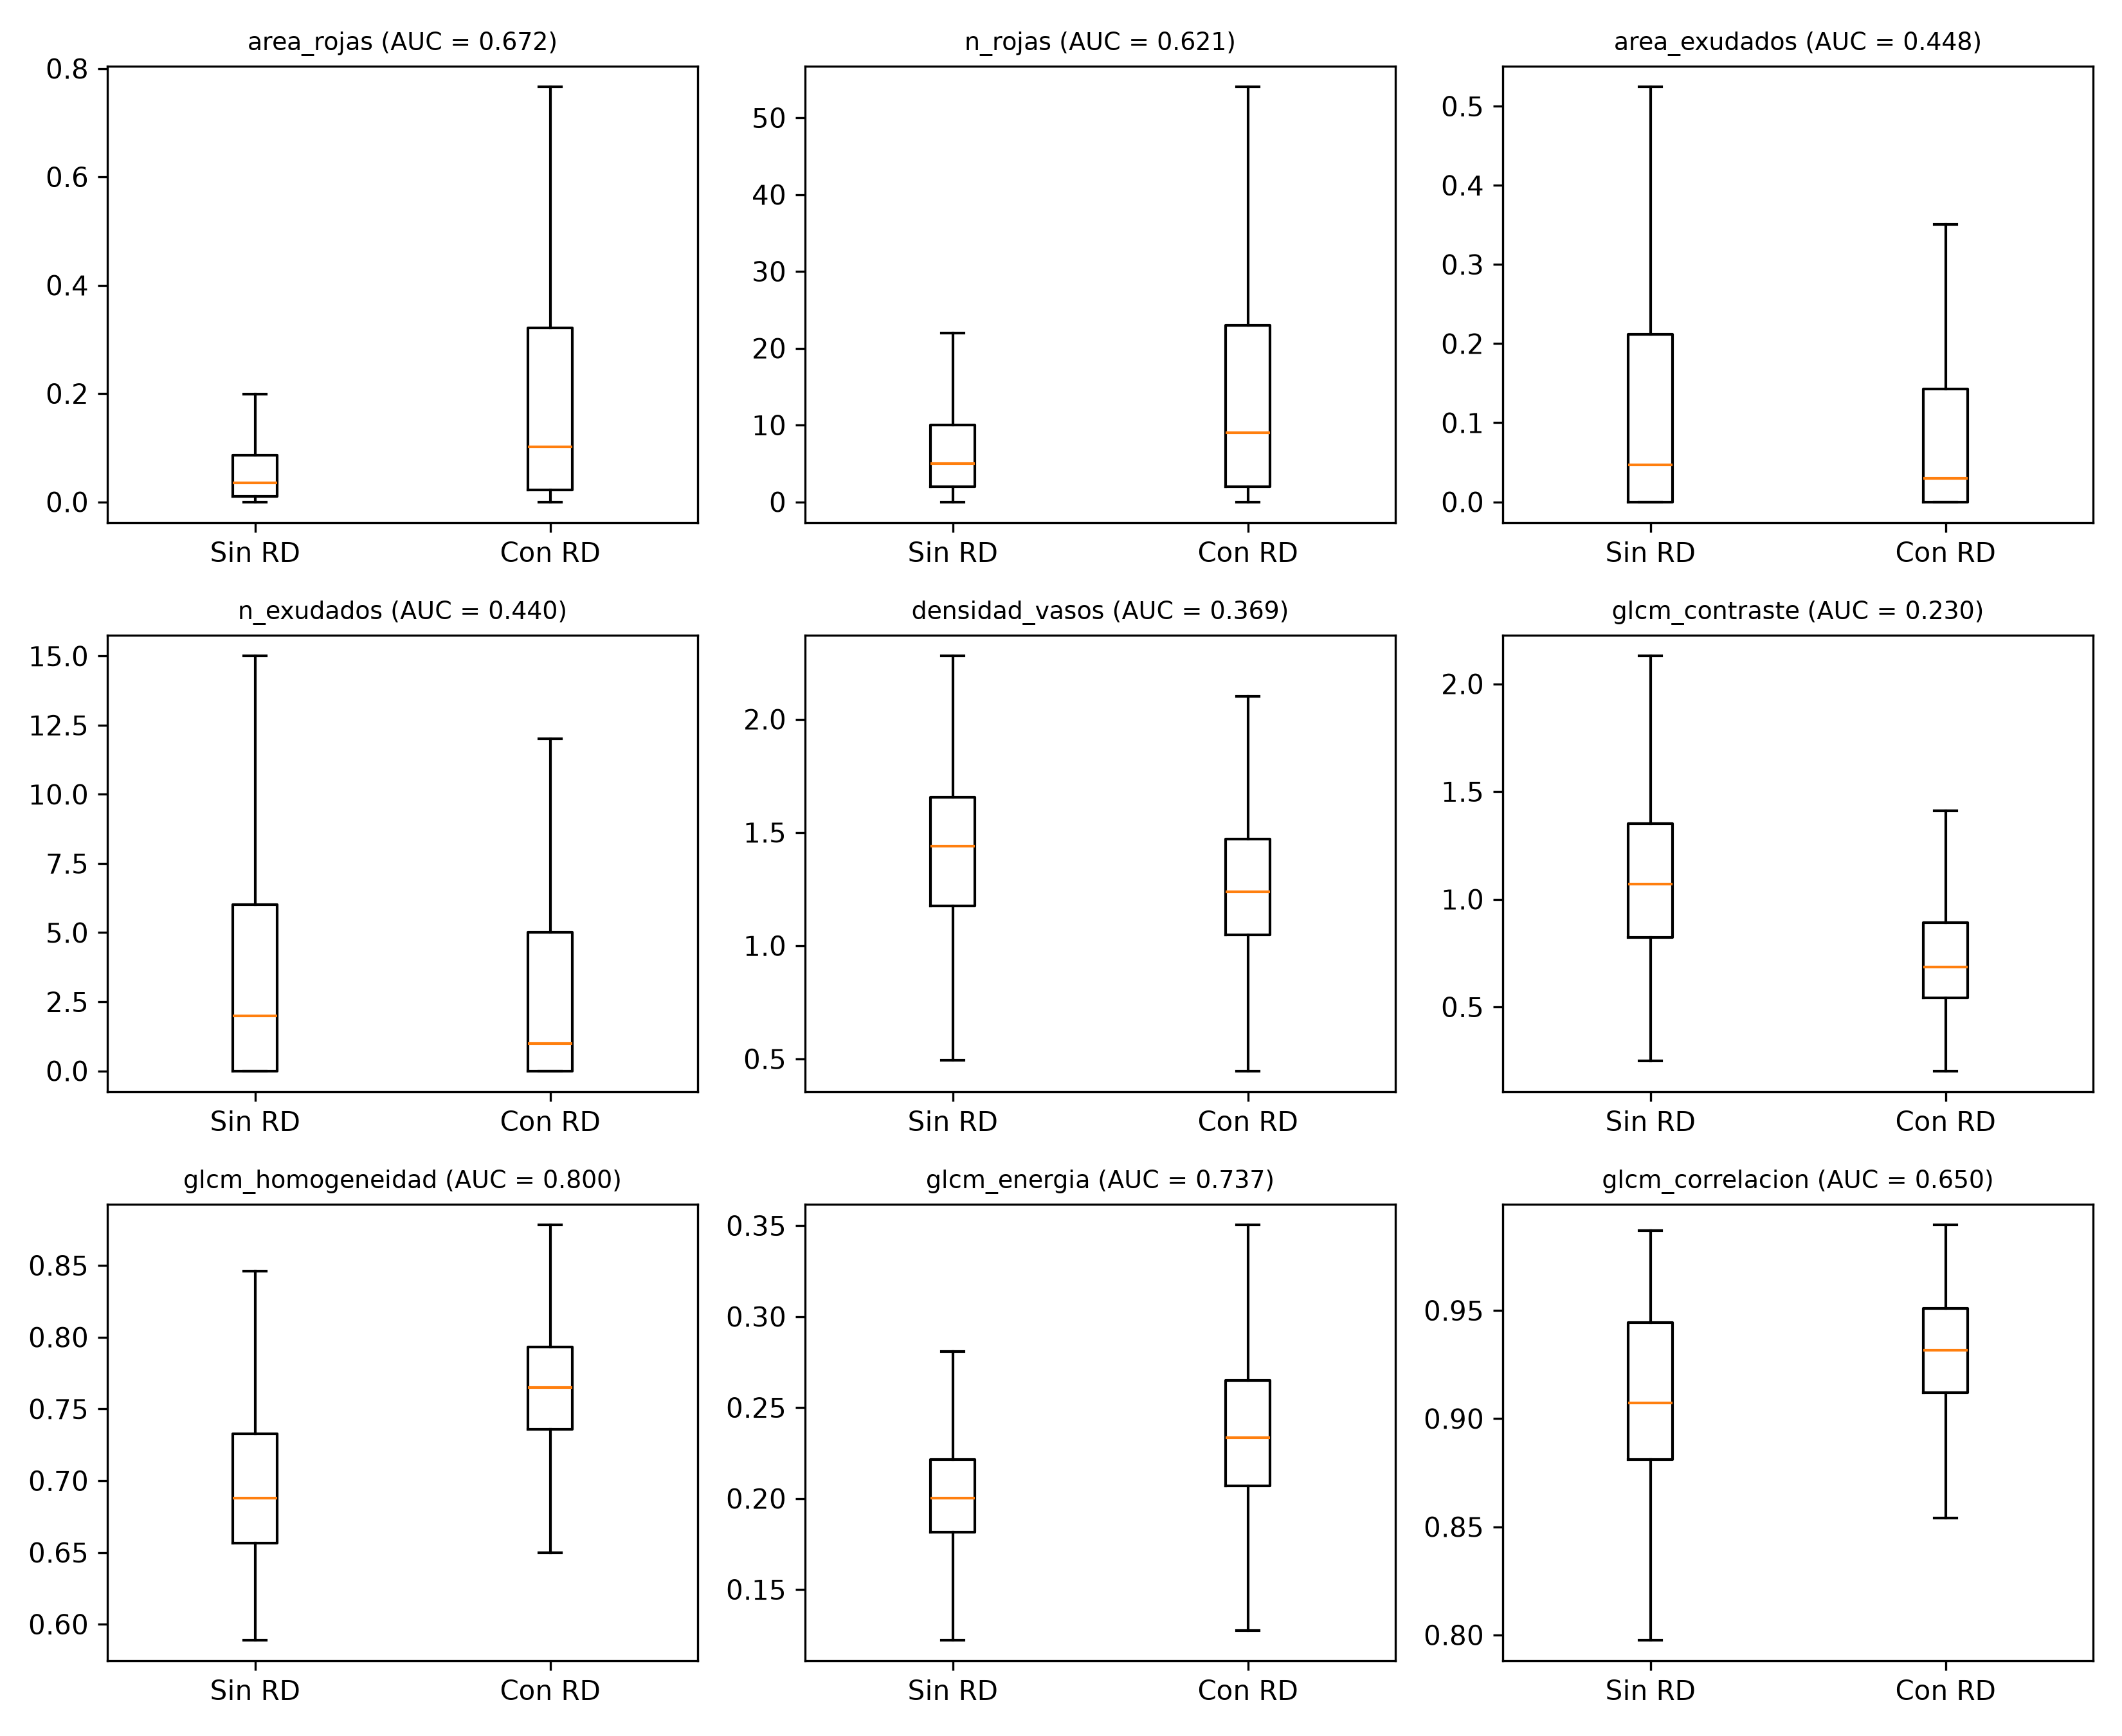 area_rojas (AUC = 0.672)
0.8
0.6
0.4
0.2
0.0
Sin RD Con RD
n_rojas (AUC = 0.621)
50
40
30
20
10
0
Sin RD Con RD
area_exudados (AUC = 0.448)
0.5
0.4
0.3
0.2
0.1
0.0
Sin RD Con RD
n_exudados (AUC = 0.440)
15.0
12.5
10.0
7.5
5.0
2.5
0.0
Sin RD Con RD
densidad_vasos (AUC = 0.369)
2.0
1.5
1.0
0.5
Sin RD Con RD
glcm_contraste (AUC = 0.230)
2.0
1.5
1.0
0.5
Sin RD Con RD
glcm_homogeneidad (AUC = 0.800)
0.85
0.80
0.75
0.70
0.65
0.60
Sin RD Con RD
glcm_energia (AUC = 0.737)
0.35
0.30
0.25
0.20
0.15
Sin RD Con RD
glcm_correlacion (AUC = 0.650)
0.95
0.90
0.85
0.80
Sin RD Con RD